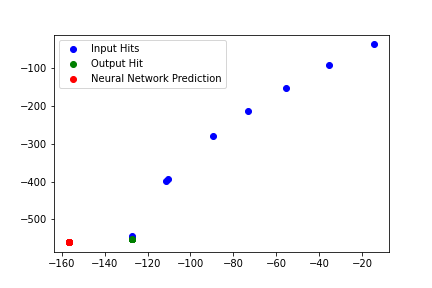 Input Hits
Output Hit
Neural Network Prediction
−100
−200
−300
−400
−500
−160 −140 −120 −100 −80 −60 −40 −20